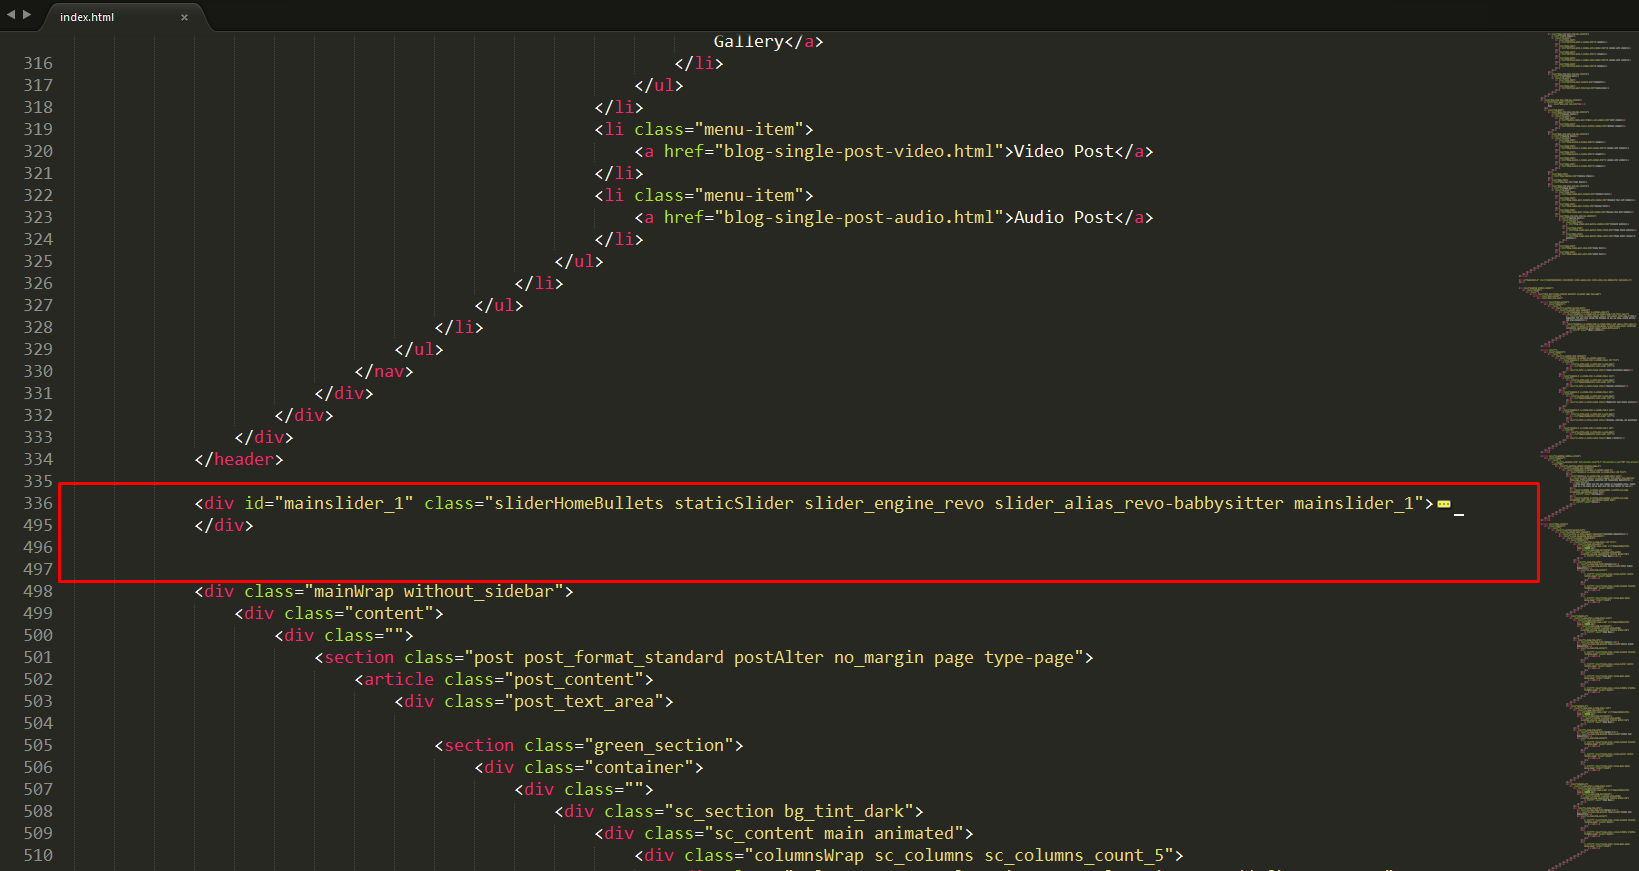 index.html ×
Gallery</a>
316 </li>
317 </ul>
318 </li>
319 <li class="menu-item">
320 <a href="blog-single-post-video.html">Video Post</a>
321 </li>
322 <li class="menu-item">
323 <a href="blog-single-post-audio.html">Audio Post</a>
324 </li>
325 </ul>
326 </li>
327 </ul>
328 </li>
329 </ul>
330 </nav>
331 </div>
332 </div>
333 </div>
334 </header>
335
336 <div id="mainslider_1" class="sliderHomeBullets staticSlider slider_engine_revo slider_alias_revo-babbysitter mainslider_1">
495 </div>
496
497
498 <div class="mainWrap without_sidebar">
499 <div class="content">
500 <div class="">
501 <section class="post post_format_standard postAlter no_margin page type-page">
502 <article class="post_content">
503 <div class="post_text_area">
504
505 <section class="green_section">
506 <div class="container">
507 <div class="">
508 <div class="sc_section bg_tint_dark">
509 <div class="sc_content main animated">
510 <div class="columnsWrap sc_columns sc_columns_count_5">